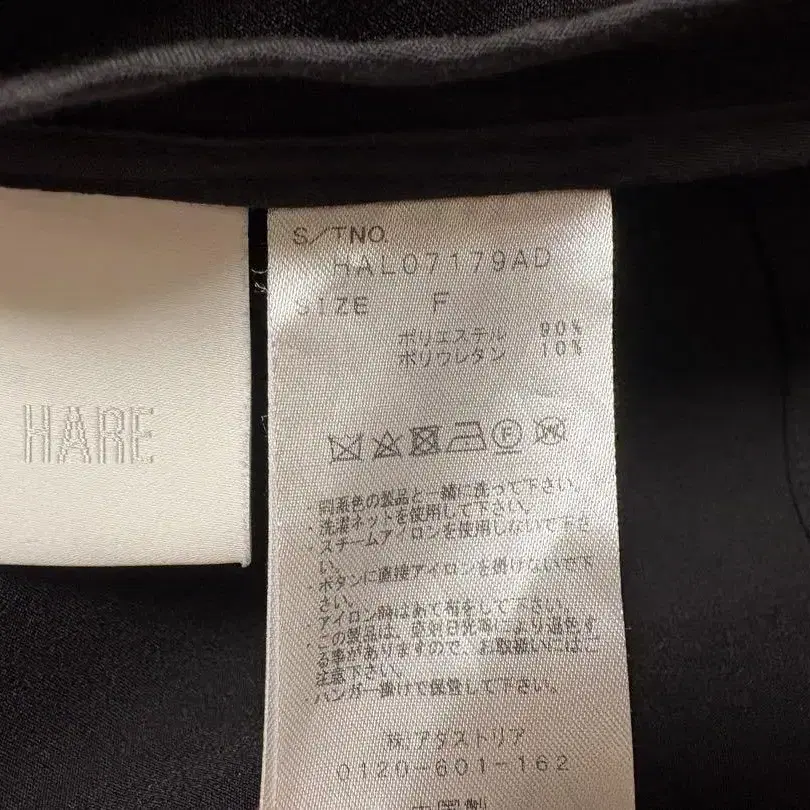 HARE
S/TNO.
HAL07179AD
SIZE F
ポリエステル 90%
ポリウレタン 10%
P W
・同系色の製品と一緒に洗って下さい。
・洗濯ネットを使用して下さい。
・スチームアイロンを使用しないで下さ
い。
・ボタンに直接アイロンを掛けないで下
さい。
・アイロン時はあて布をして下さい。
この製品は、直射日光等により退色す
る事がありますので、お取扱いにはご
注意下さい。
・ハンガー掛けで保管して下さい。
(株)アダストリア
0120-601-162
中国製